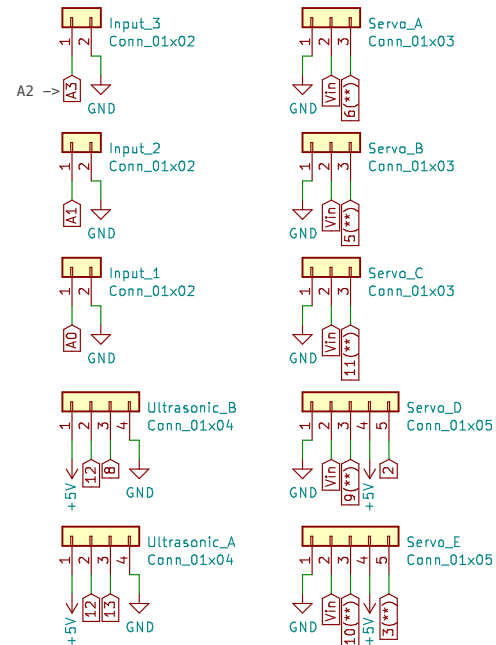 Input_3
Conn_01x02
1
2
A2 ->
A3
GND
Servo_A
Conn_01x03
1
2
3
GND
Vin
6(**)
Input_2
Conn_01x02
1
2
A1
GND
Servo_B
Conn_01x03
1
2
3
GND
Vin
5(**)
Input_1
Conn_01x02
1
2
A0
GND
Servo_C
Conn_01x03
1
2
3
GND
Vin
11(**)
Ultrasonic_B
Conn_01x04
1
2
3
4
+5V
12
8
GND
Servo_D
Conn_01x05
1
2
3
4
5
GND
Vin
9(**)
+5V
2
Ultrasonic_A
Conn_01x04
1
2
3
4
+5V
12
13
GND
Servo_E
Conn_01x05
1
2
3
4
5
GND
Vin
10(**)
+5V
3(**)